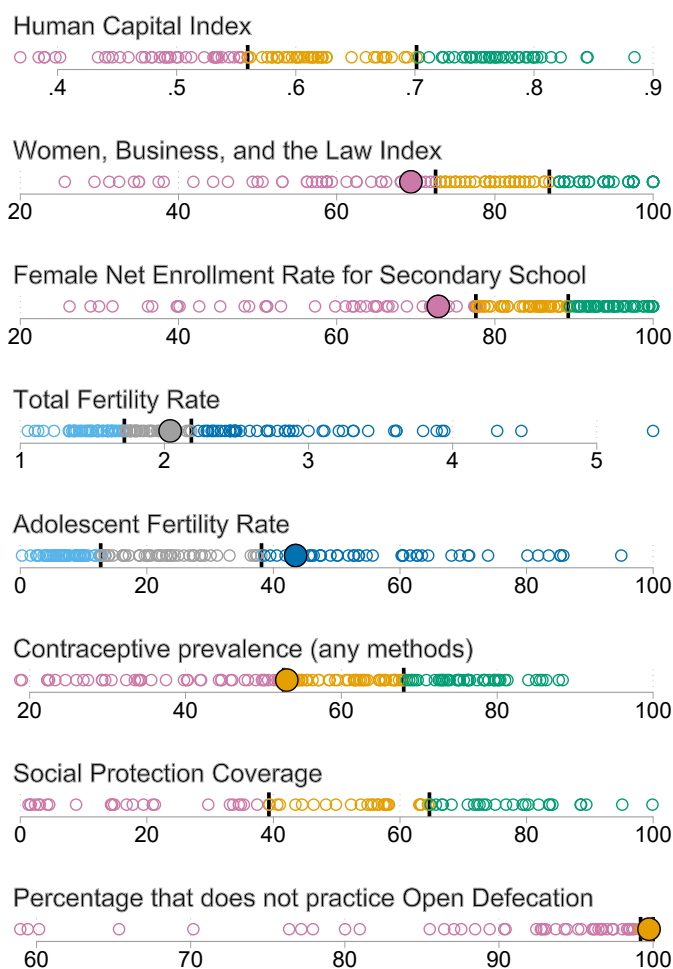 Human Capital Index
.4 .5 .6 .7 .8 .9
Women, Business, and the Law Index
20 40 60 80 100
Female Net Enrollment Rate for Secondary School
20 40 60 80 100
Total Fertility Rate
1 2 3 4 5
Adolescent Fertility Rate
0 20 40 60 80 100
Contraceptive prevalence (any methods)
20 40 60 80 100
Social Protection Coverage
0 20 40 60 80 100
Percentage that does not practice Open Defecation
60 70 80 90 100